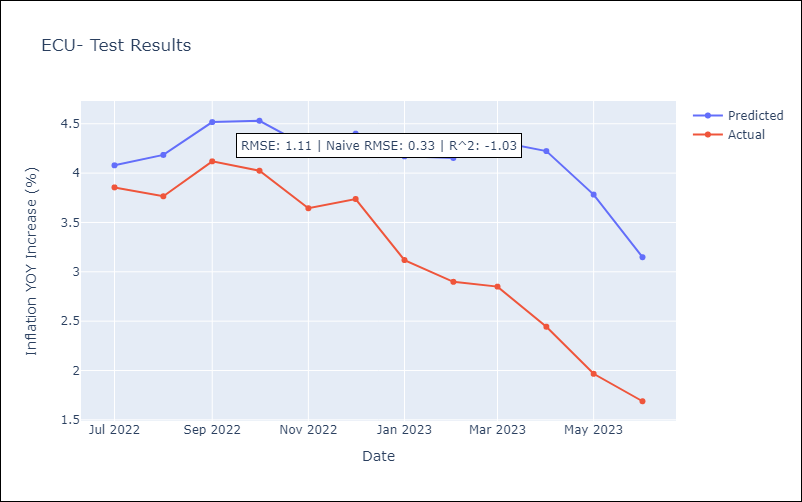 ECU- Test Results
Predicted
Actual
RMSE: 1.11 | Naive RMSE: 0.33 | R^2: -1.03
Inflation YOY Increase (%)
4.5
4
3.5
3
2.5
2
1.5
Jul 2022 Sep 2022 Nov 2022 Jan 2023 Mar 2023 May 2023
Date